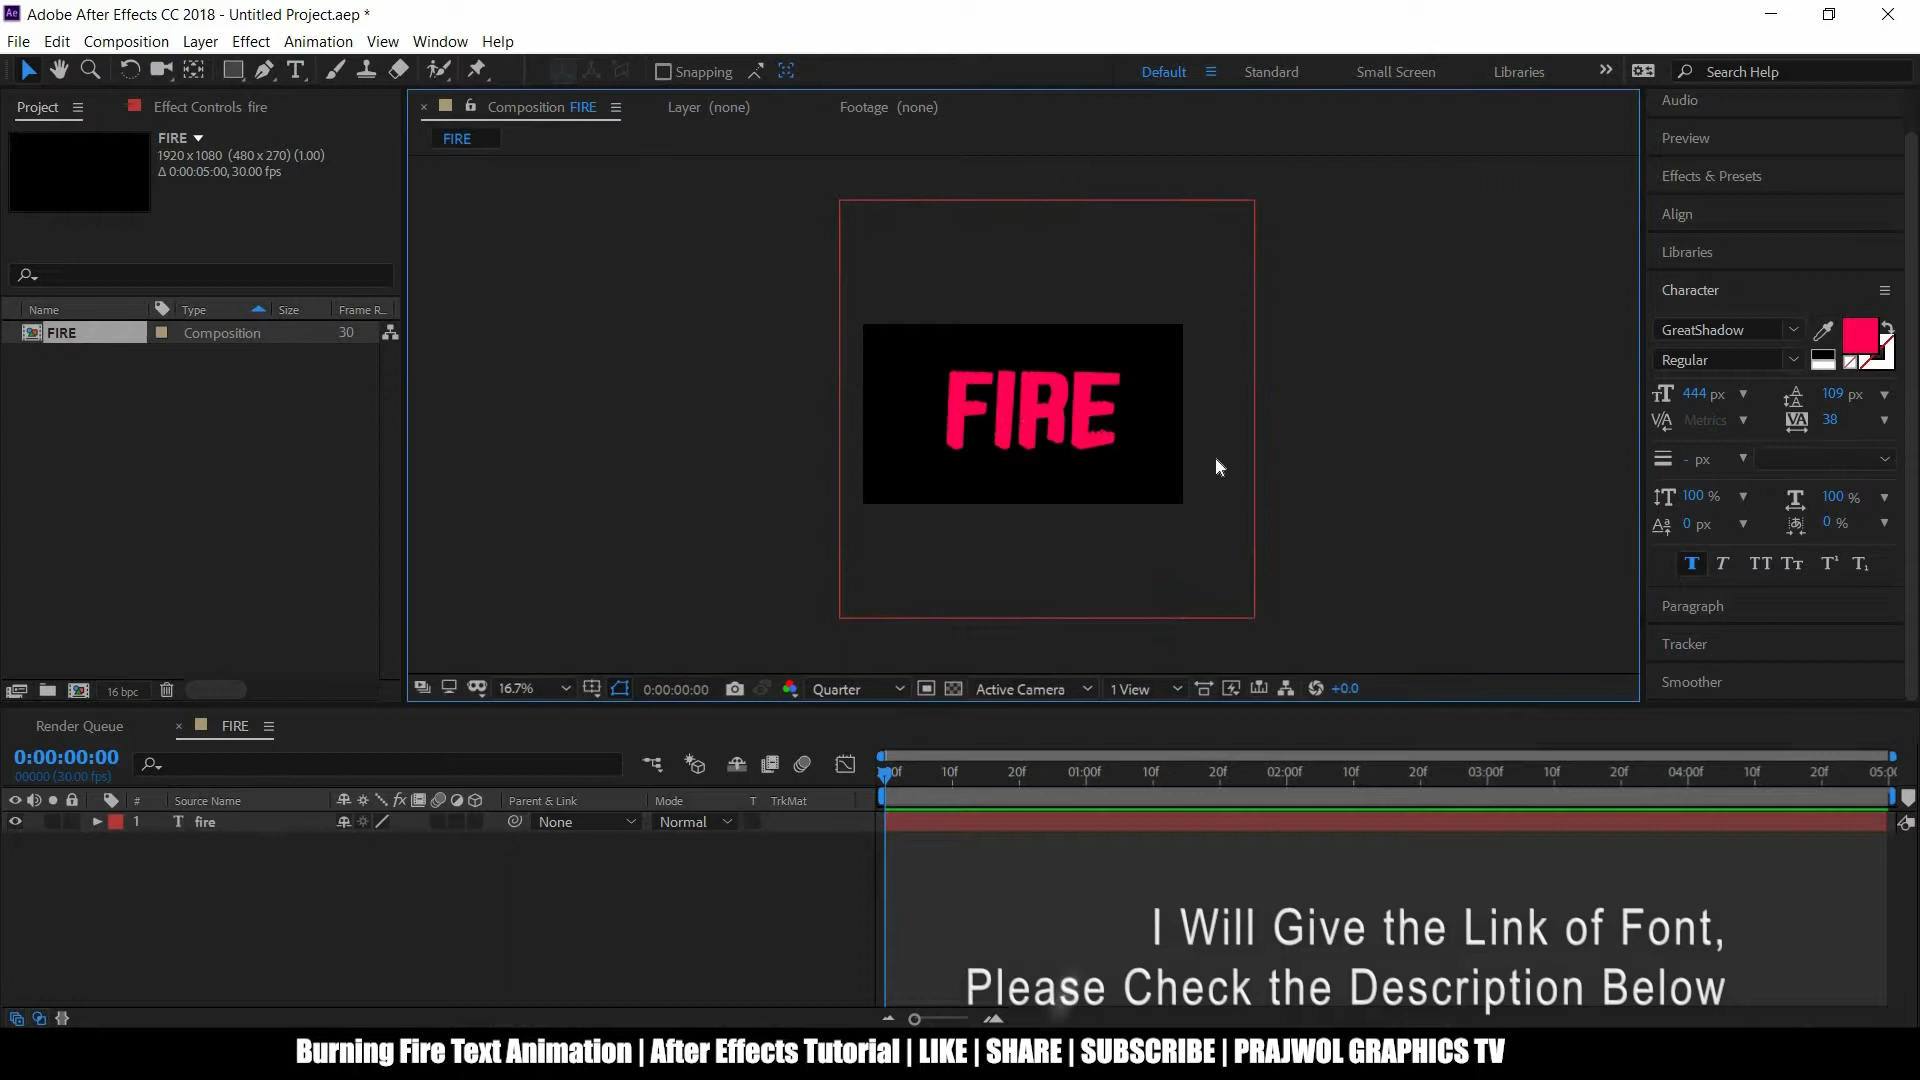 Adobe After Effects CC 2018 - Untitled Project.aep *
File Edit Composition Layer Effect Animation View Window Help
Snapping Default Standard Small Screen Libraries Search Help
Project Effect Controls fire
FIRE
1920 x 1080 (480 x 270) (1.00)
Δ 0:00:05:00, 30.00 fps
Name Type Size Frame R...
FIRE Composition 30
16 bpc
Composition FIRE Layer (none) Footage (none)
FIRE
FIRE
16.7% 0:00:00:00 Quarter Active Camera 1 View +0.0
Audio
Preview
Effects & Presets
Align
Libraries
Character
GreatShadow
Regular
444 px 109 px
Metrics 38
- px
100 % 100 %
0 px 0 %
T T TT Tт T¹ T₁
Paragraph
Tracker
Smoother
Render Queue FIRE
0:00:00:00
00000 (30.00 fps)
# Source Name Parent & Link Mode T TrkMat
1 T fire None Normal
:00f 10f 20f 01:00f 10f 20f 02:00f 10f 20f 03:00f 10f 20f 04:00f 10f 20f 05:00
I Will Give the Link of Font,
Please Check the Description Below
Burning Fire Text Animation | After Effects Tutorial | LIKE | SHARE | SUBSCRIBE | PRAJWOL GRAPHICS TV